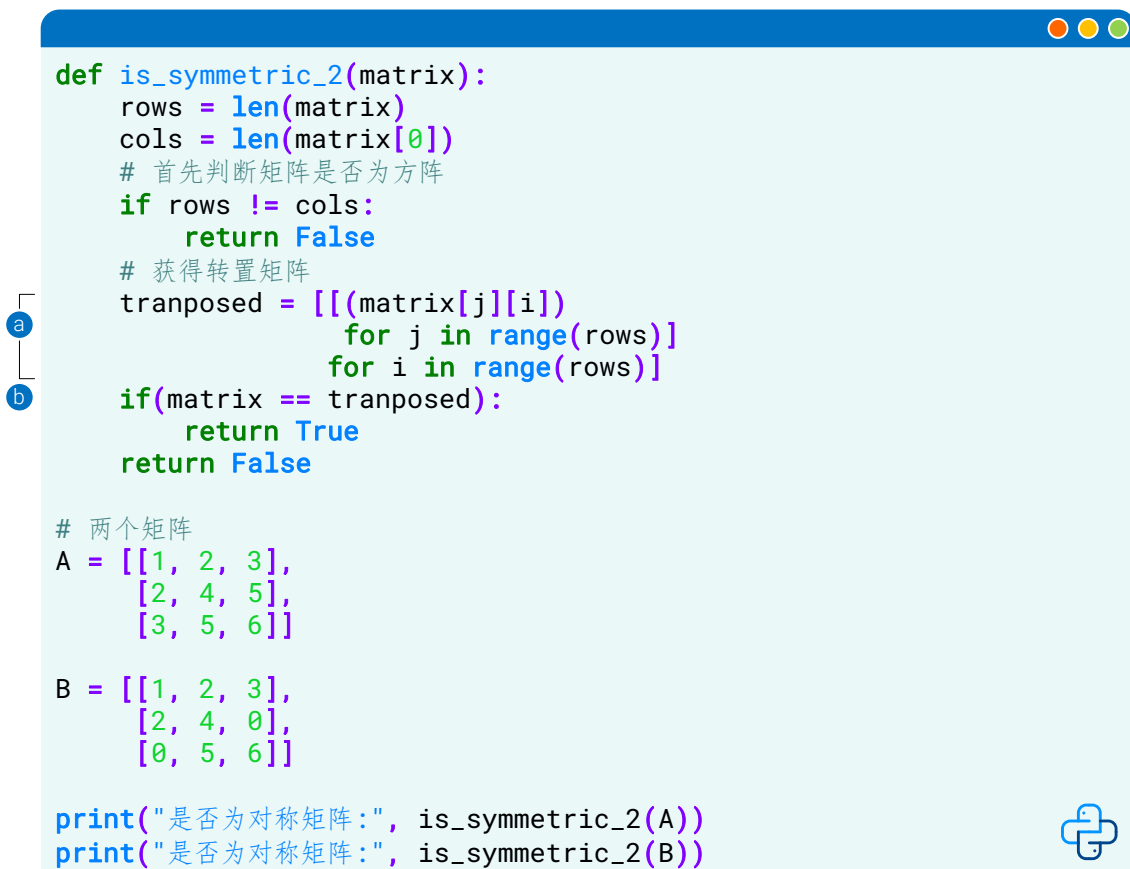 def is_symmetric_2(matrix):
    rows = len(matrix)
    cols = len(matrix[0])
    # 首先判断矩阵是否为方阵
    if rows != cols:
        return False
    # 获得转置矩阵
    tranposed = [[(matrix[j][i])
                  for j in range(rows)]
                 for i in range(rows)]
    if(matrix == tranposed):
        return True
    return False

# 两个矩阵
A = [[1, 2, 3],
     [2, 4, 5],
     [3, 5, 6]]

B = [[1, 2, 3],
     [2, 4, 0],
     [0, 5, 6]]

print("是否为对称矩阵:", is_symmetric_2(A))
print("是否为对称矩阵:", is_symmetric_2(B))
a
b